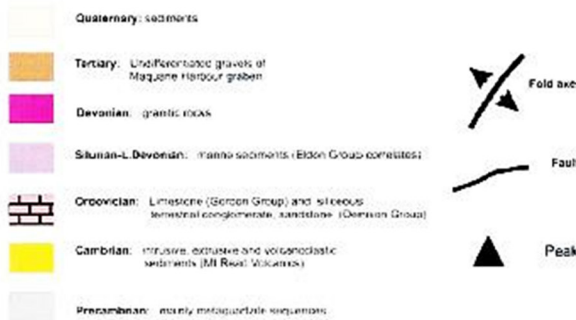 Quaternary: sediments
Tertiary: Undifferentiated gravels of
Maquarie Harbour graben
Devonian: granitic rocks
Silurian-L.Devonian: marine sediments (Eldon Group correlates)
Ordovician: Limestone (Gordon Group) and siliceous
terrestrial conglomerate, sandstone (Denison Group)
Cambrian: intrusive, extrusive and volcanoclastic
sediments (Mt Read Volcanics)
Precambrian: mainly metaquartzite sequences
Fold axe
Faul
Peak